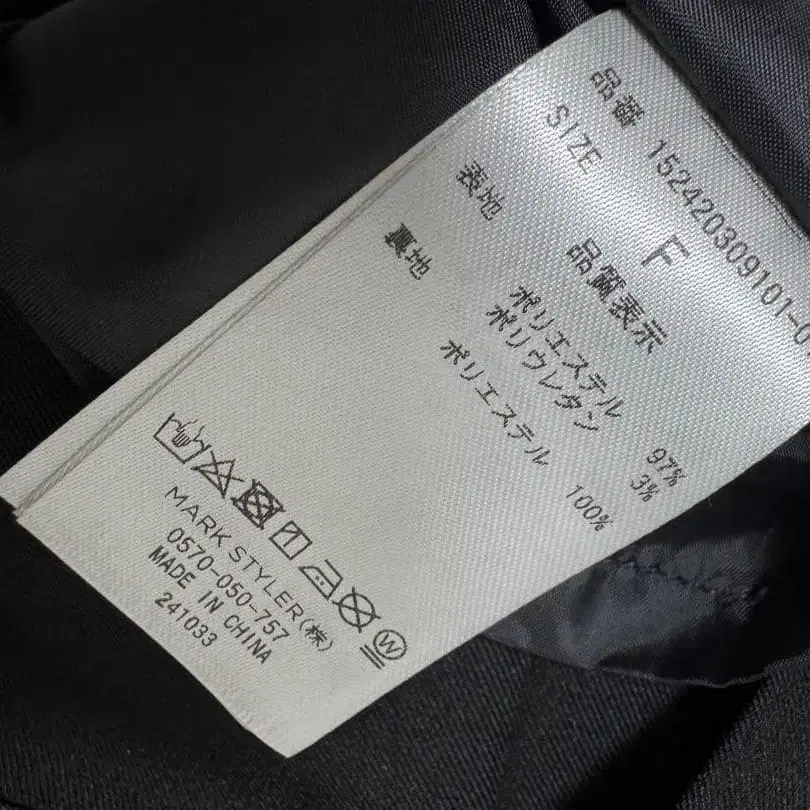 品番 152420309101-0
SIZE F
品質表示
表地 ポリエステル 97%
ポリウレタン 3%
裏地 ポリエステル 100%
W
MARK STYLER(株)
0570-050-757
MADE IN CHINA
241033